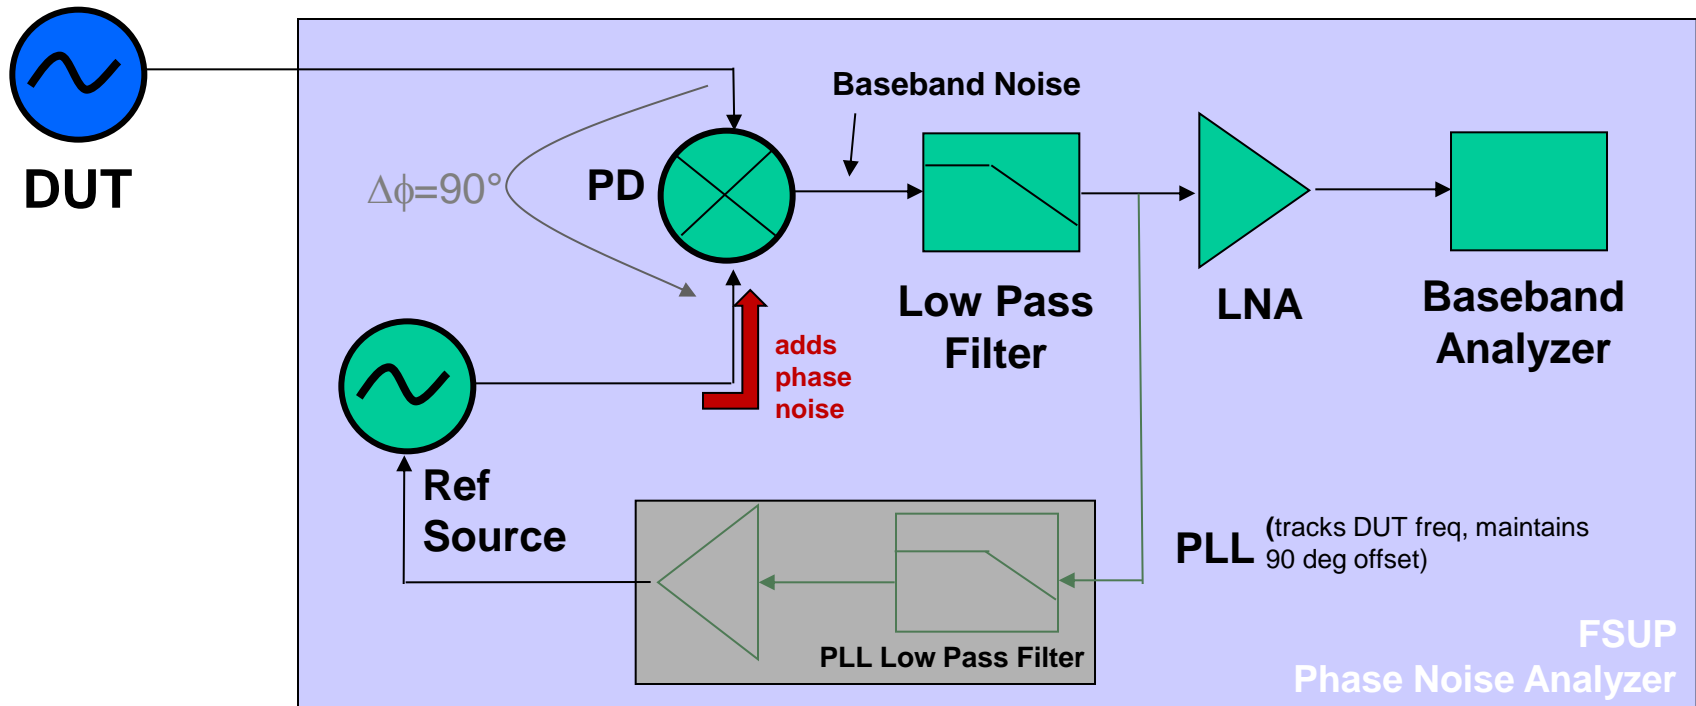 DUT
Δϕ=90°
PD
Baseband Noise
Low Pass
Filter
LNA
Baseband
Analyzer
adds
phase
noise
Ref
Source
PLL (tracks DUT freq, maintains
90 deg offset)
PLL Low Pass Filter
FSUP
Phase Noise Analyzer